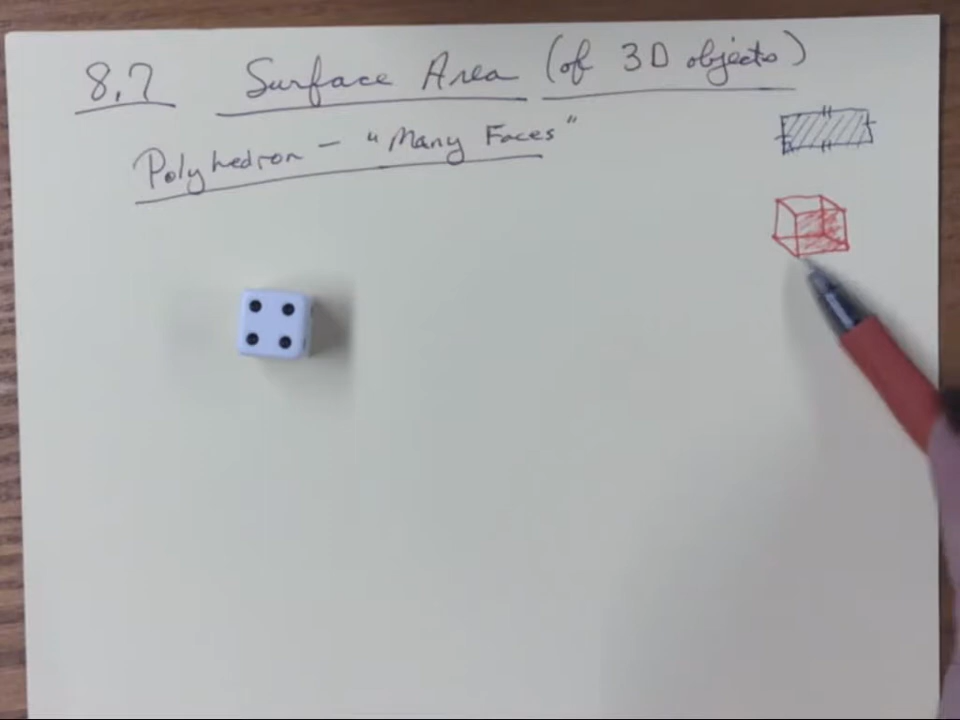 8.7 Surface Area (of 3D objects)
Polyhedron - "Many Faces"